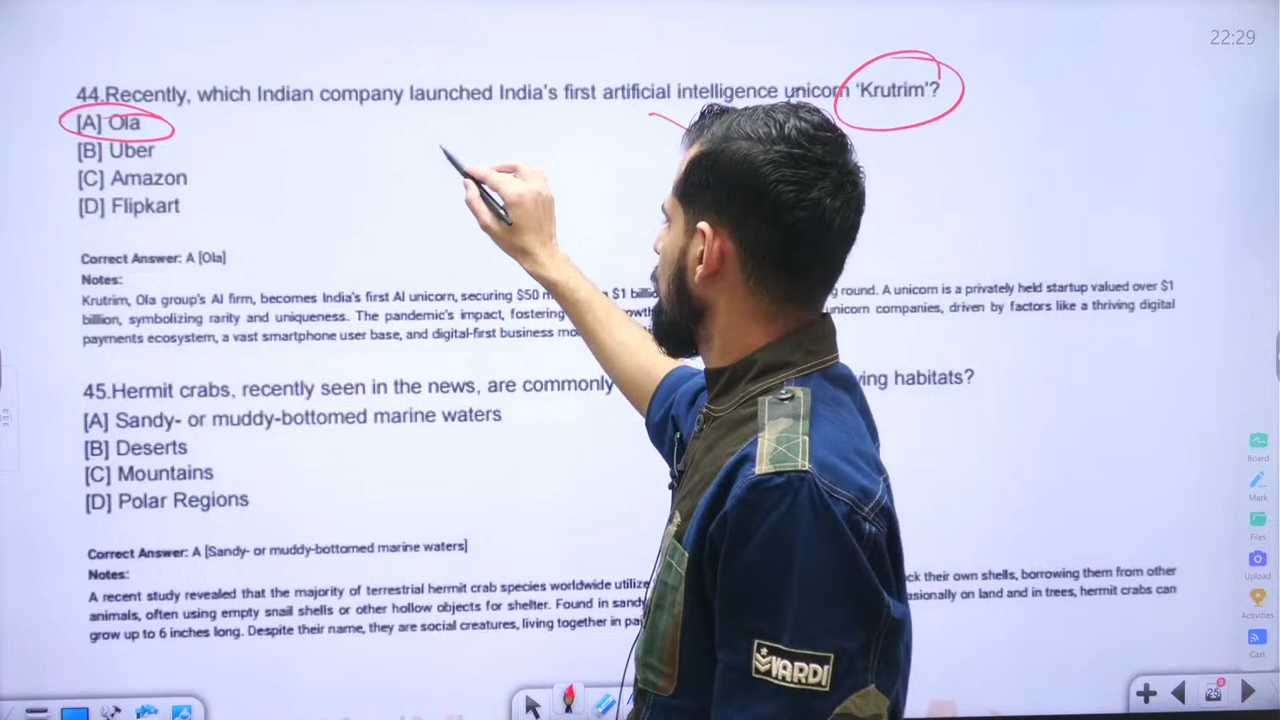 22:29
44.Recently, which Indian company launched India's first artificial intelligence unicorn 'Krutrim'?
[A] Ola
[B] Uber
[C] Amazon
[D] Flipkart
Correct Answer: A [Ola]
Notes:
Krutrim, Ola group's AI firm, becomes India's first AI unicorn, securing $50 $1 round. A unicorn is a privately held startup valued over $1
billion, symbolizing rarity and uniqueness. The pandemic's impact, fostering unicorn companies, driven by factors like a thriving digital
payments ecosystem, a vast smartphone user base, and digital-first business
45.Hermit crabs, recently seen in the news, are commonly habitats?
[A] Sandy- or muddy-bottomed marine waters
[B] Deserts
[C] Mountains
[D] Polar Regions
Correct Answer: A [Sandy- or muddy-bottomed marine waters]
Notes:
A recent study revealed that the majority of terrestrial hermit crab species worldwide utilize their own shells, borrowing them from other
animals, often using empty snail shells or other hollow objects for shelter. Found in on land and in trees, hermit crabs can
grow up to 6 inches long. Despite their name, they are social creatures, living together in
VARDI
Board
Mark
Files
Upload
Activities
Cast
25